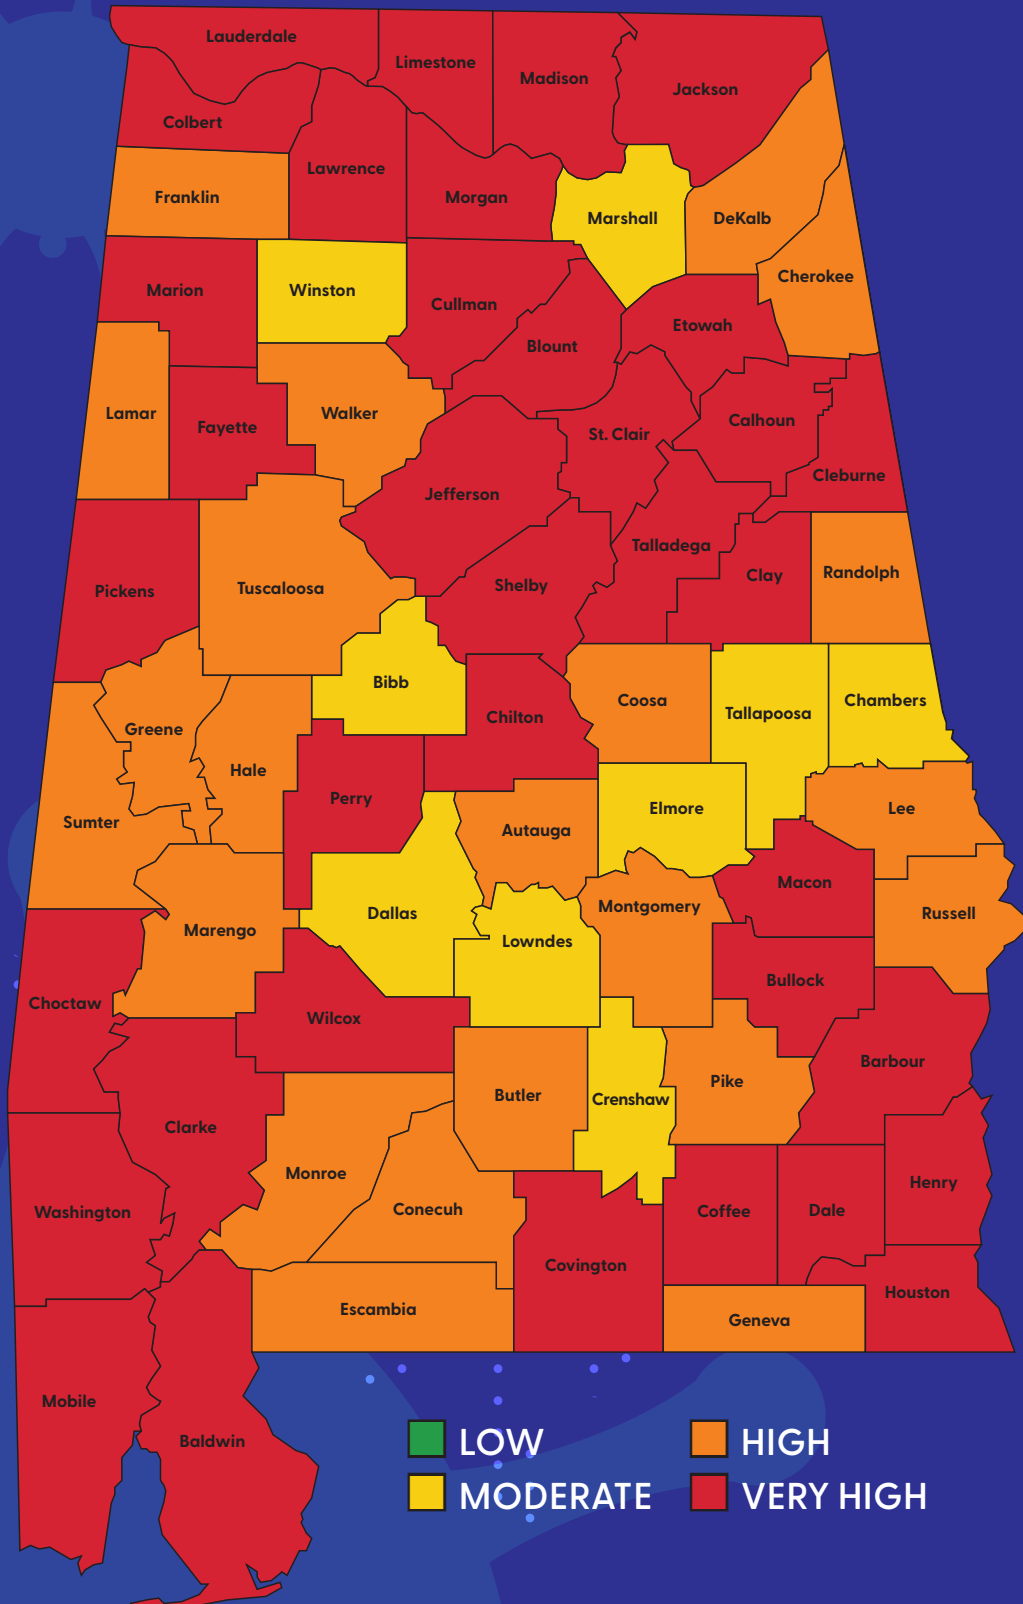 Lauderdale
Limestone
Madison
Jackson
Colbert
Lawrence
Franklin
Morgan
Marshall
DeKalb
Cherokee
Marion
Winston
Cullman
Etowah
Blount
Lamar
Fayette
Walker
St. Clair
Calhoun
Cleburne
Jefferson
Talladega
Clay
Randolph
Pickens
Tuscaloosa
Shelby
Bibb
Coosa
Tallapoosa
Chambers
Greene
Chilton
Hale
Perry
Elmore
Lee
Sumter
Autauga
Macon
Dallas
Montgomery
Russell
Marengo
Lowndes
Bullock
Choctaw
Wilcox
Barbour
Butler
Crenshaw
Pike
Clarke
Monroe
Henry
Washington
Conecuh
Coffee
Dale
Covington
Houston
Escambia
Geneva
Mobile
Baldwin
LOW
HIGH
MODERATE
VERY HIGH